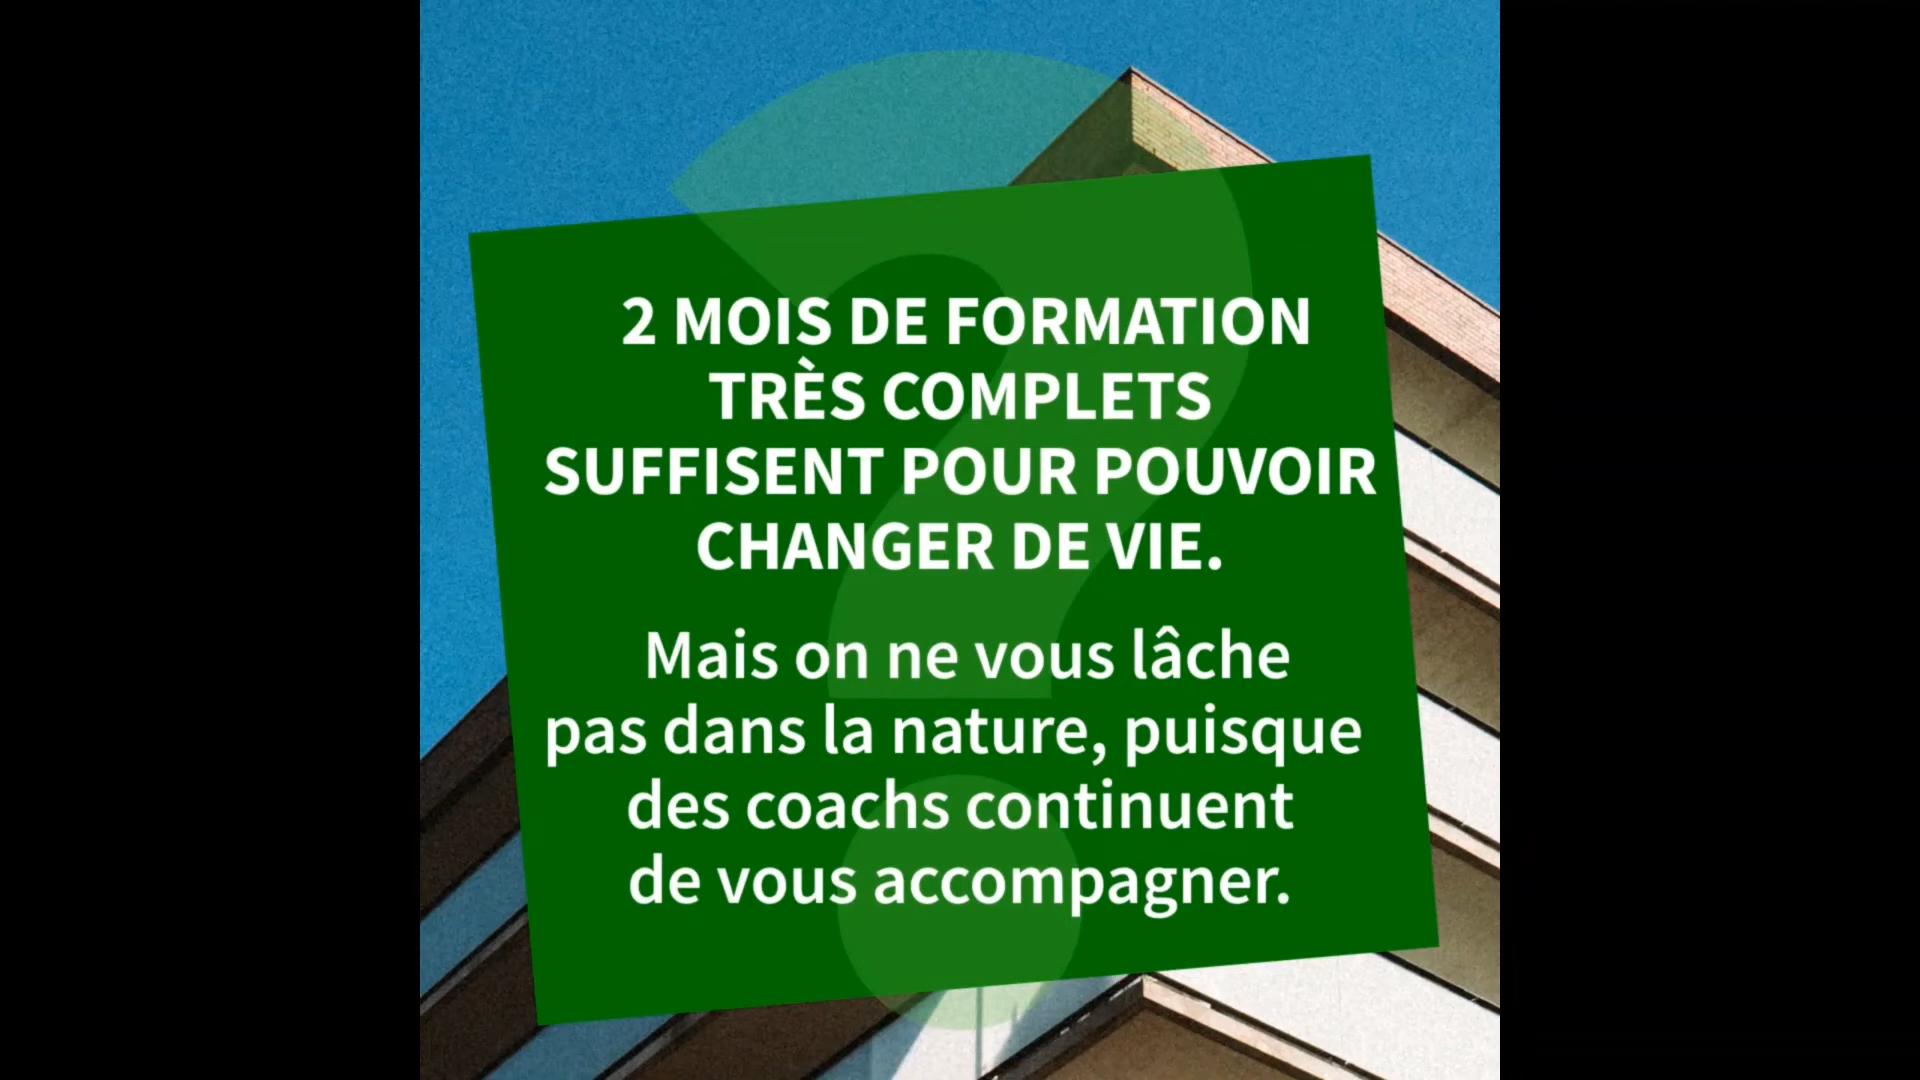 2 MOIS DE FORMATION
TRÈS COMPLETS
SUFFISENT POUR POUVOIR
CHANGER DE VIE.
Mais on ne vous lâche
pas dans la nature, puisque
des coachs continuent
de vous accompagner.